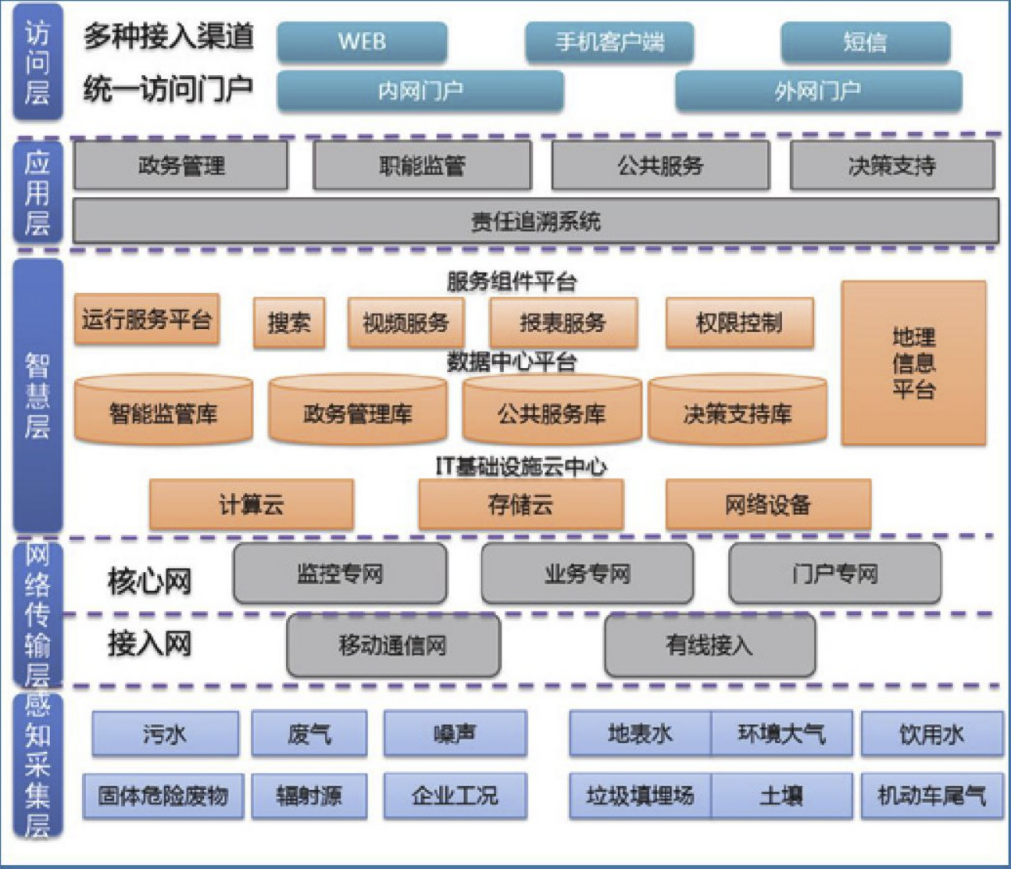 访问层
多种接入渠道
WEB
手机客户端
短信
统一访问门户
内网门户
外网门户
应用层
政务管理
职能监管
公共服务
决策支持
责任追溯系统
智慧层
服务组件平台
运行服务平台
搜索
视频服务
报表服务
权限控制
地理
信息
平台
数据中心平台
智能监管库
政务管理库
公共服务库
决策支持库
IT基础设施云中心
计算云
存储云
网络设备
网络传输层
核心网
监控专网
业务专网
门户专网
接入网
移动通信网
有线接入
感知采集层
污水
废气
噪声
地表水
环境大气
饮用水
固体危险废物
辐射源
企业工况
垃圾填埋场
土壤
机动车尾气